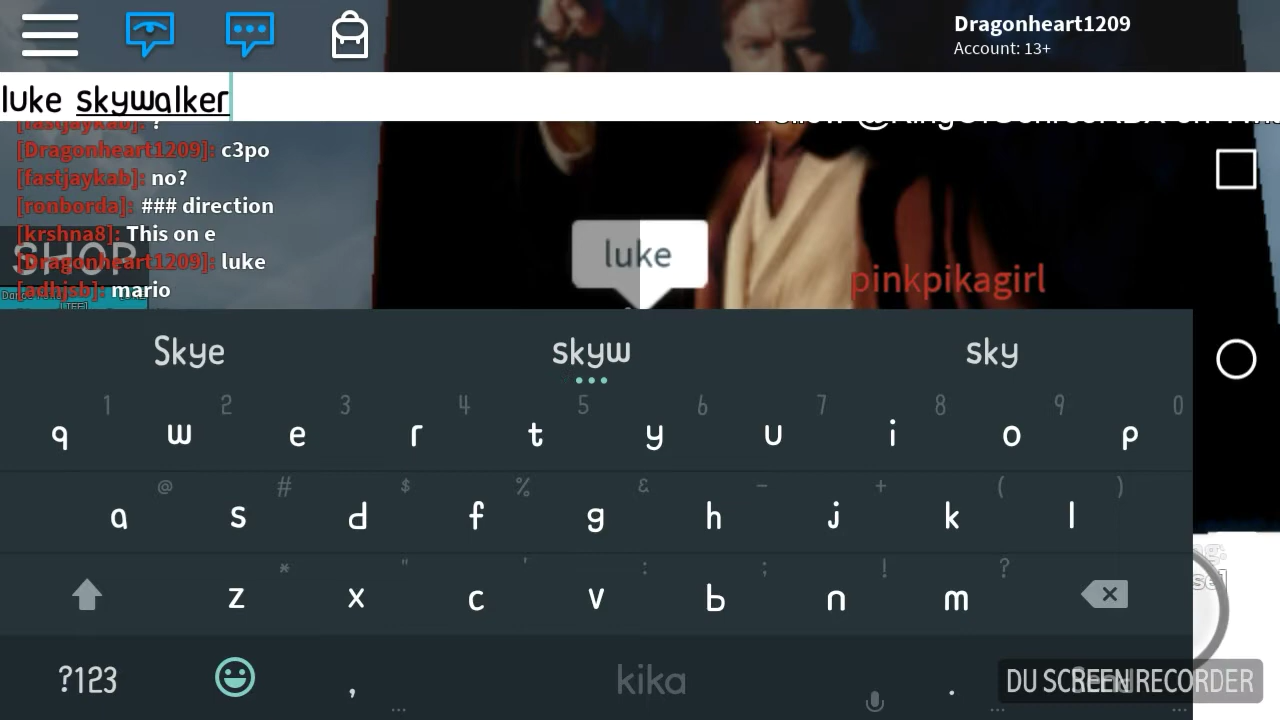 Dragonheart1209
Account: 13+
luke skywalker
[fastjaykab]: ?
[Dragonheart1209]: c3po
[fastjaykab]: no?
[ronborda]: ### direction
[krshna8]: This on e
[Dragonheart1209]: luke
[adhjsb]: mario
SHOP
luke
pinkpikagirl
Skye skyw sky
1 2 3 4 5 6 7 8 9 0
q w e r t y u i o p
@ # $ % & - + ( )
a s d f g h j k l
* " ' : ; ! ?
z x c v b n m
?123 , kika .
DU SCREEN RECORDER